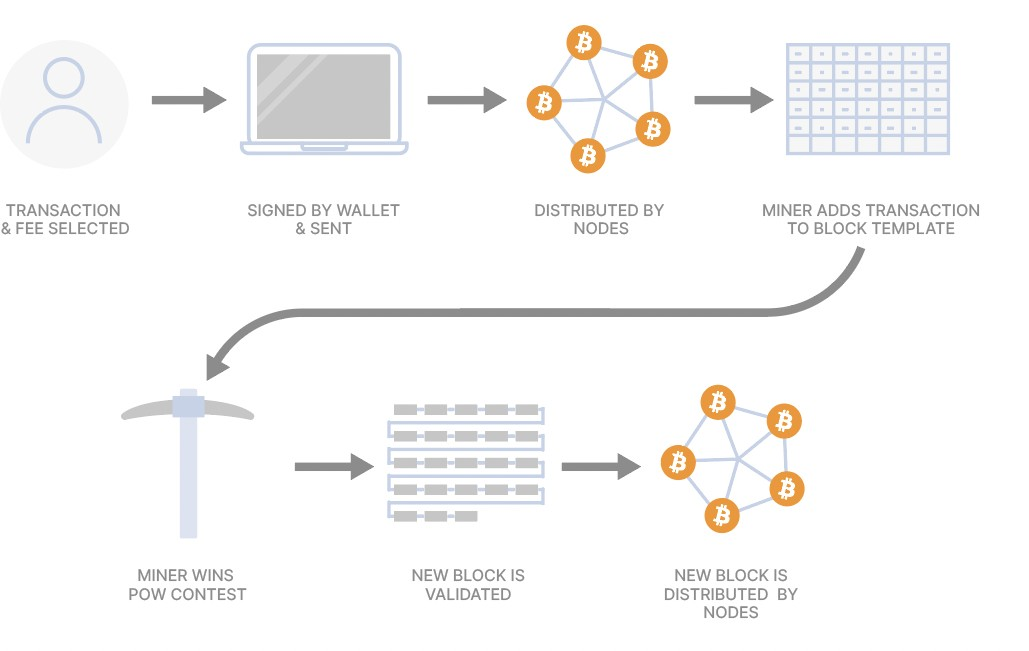 TRANSACTION
& FEE SELECTED
SIGNED BY WALLET
& SENT
DISTRIBUTED BY
NODES
MINER ADDS TRANSACTION
TO BLOCK TEMPLATE
MINER WINS
POW CONTEST
NEW BLOCK IS
VALIDATED
NEW BLOCK IS
DISTRIBUTED BY
NODES